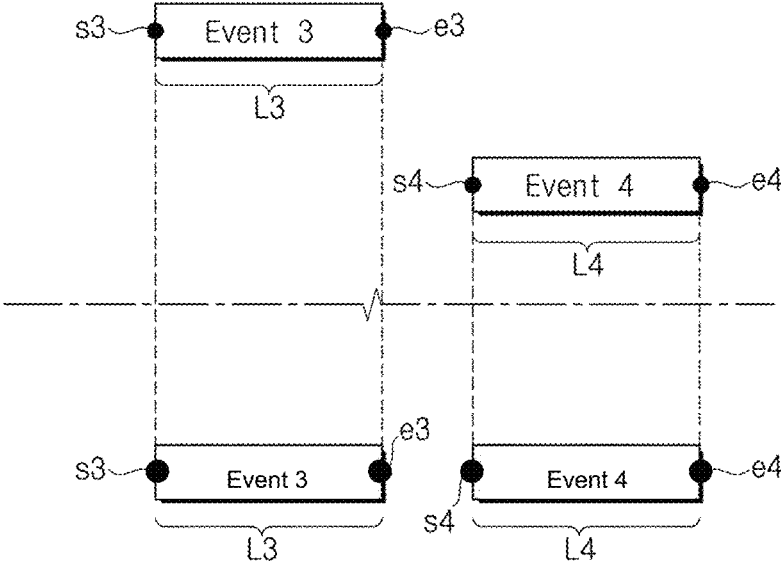 s3 Event 3 e3
L3
s4 Event 4 e4
L4
e3
s3 Event 3 Event 4 e4
s4
L3 L4